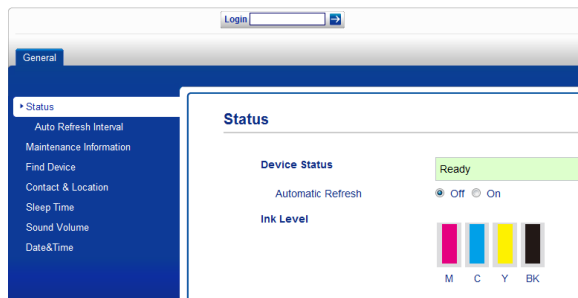 Login
General
Status
Auto Refresh Interval
Maintenance Information
Find Device
Contact & Location
Sleep Time
Sound Volume
Date&Time
Status
Device Status Ready
Automatic Refresh Off On
Ink Level
M C Y BK